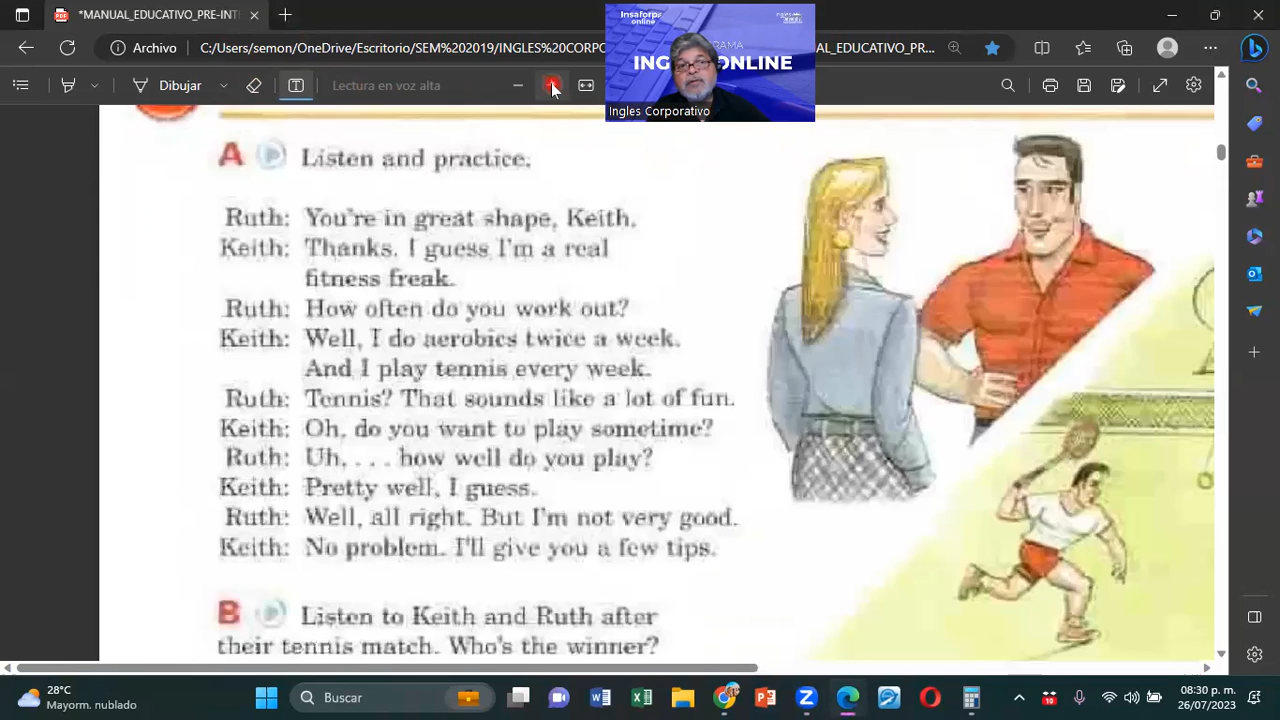 *MANUAL_EDUCATIVO_PRE-INT
Archivo
C:/Users/semor/OneDrive/Escritorio/SEM%202019/INGLES%20CORPO
AL_EDUCATIVO_PR...
Dibujar
Lectura en voz alta
Insaforp
online
INGLES ONLINE
Ingles Corporativo
A Listen and practice.
Ruth: You're in great shape, Keith.
Keith: Thanks. I guess I'm a real
fitness freak.
Ruth: How often do you work out?
Keith: Well, I do aerobics twice a week.
And I play tennis every week.
Ruth: Tennis? That sounds like a lot of fun.
Keith: Oh, do you want to play sometime?
Ruth: Uh, . . . how well do you play?
Keith: Pretty well, I guess.
Ruth: Well, all right. But I'm not very good.
Keith: No problem. I'll give you a few tips.
B Listen to Keith and Ruth after
their tennis match. Who's the winner?
28°C
Mayorm. nublado
Buscar
10
08:30 p. m.
26/07/2023